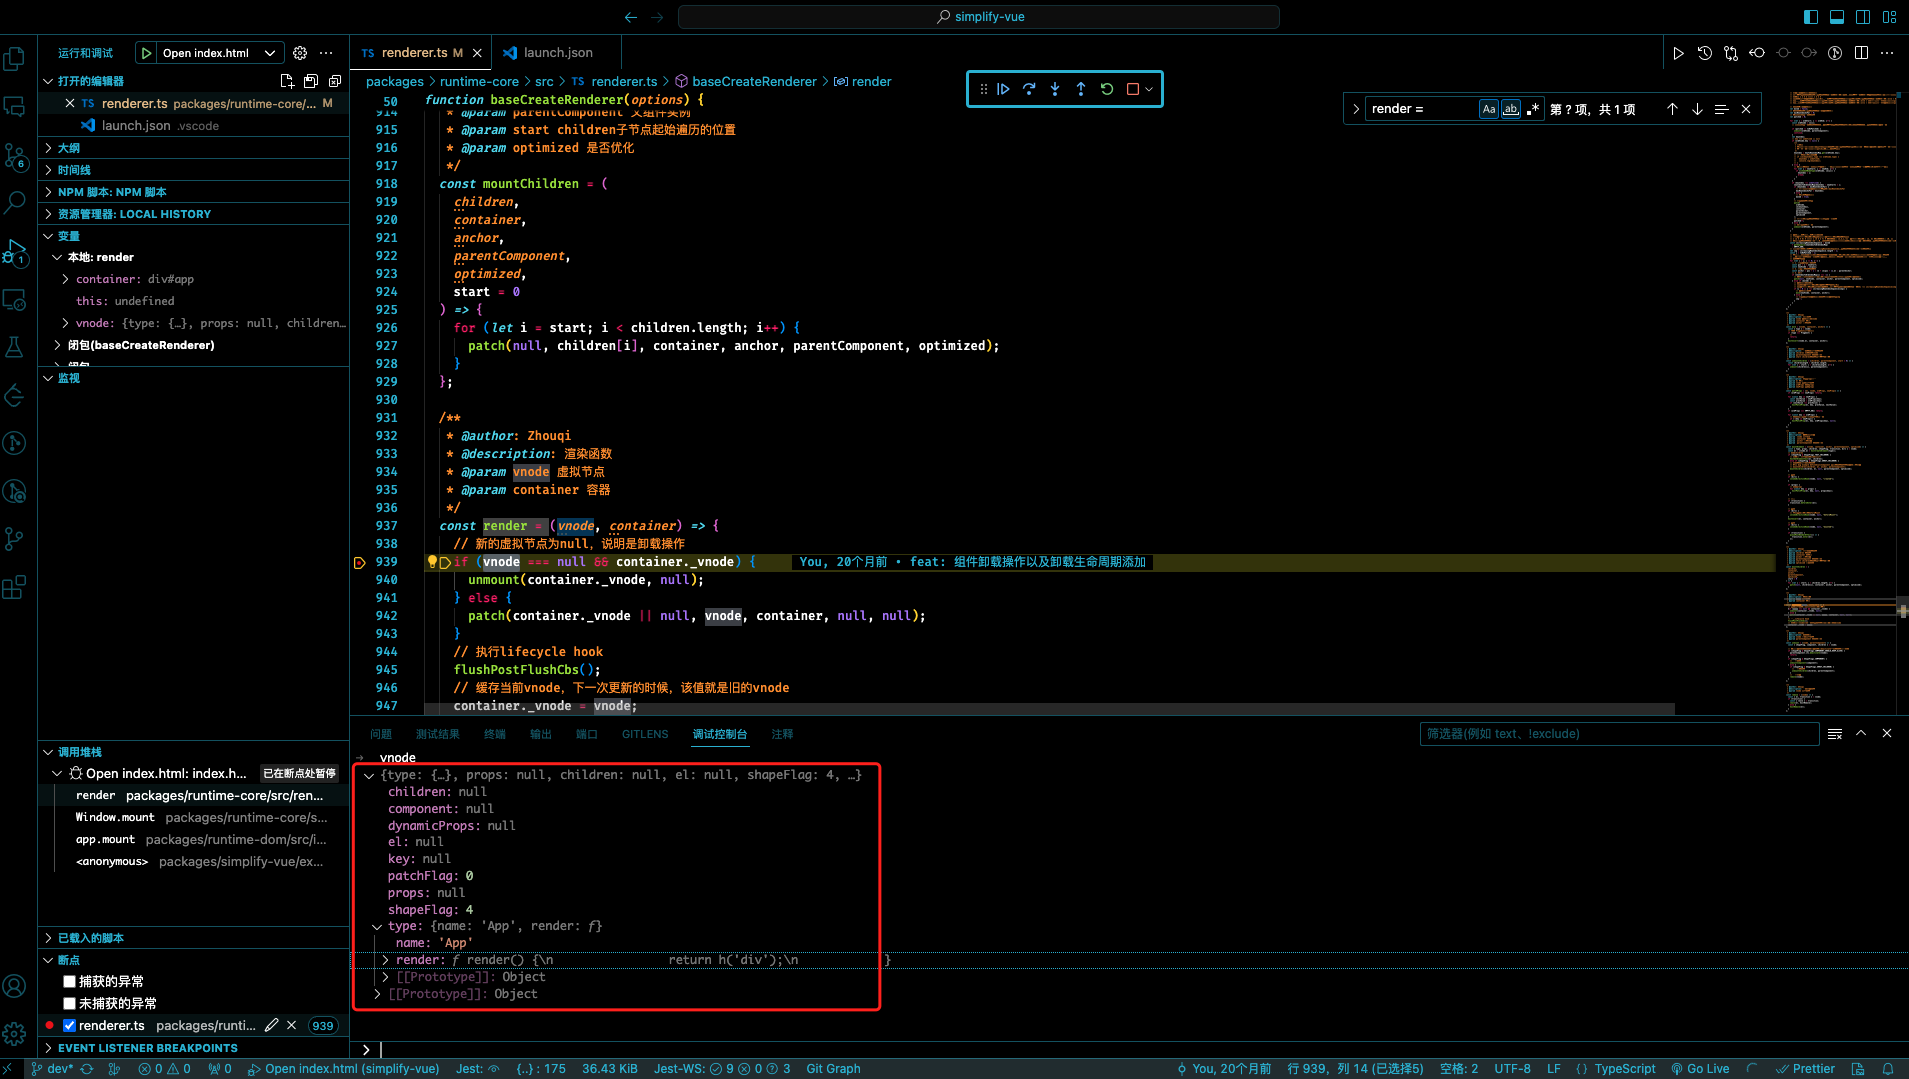 simplify-vue
运行和调试
Open index.html
打开的编辑器
renderer.ts packages/runtime-core/... M
launch.json .vscode
大纲
时间线
NPM 脚本: NPM 脚本
资源管理器: LOCAL HISTORY
变量
本地: render
container: div#app
this: undefined
vnode: {type: {…}, props: null, children…
闭包(baseCreateRenderer)
闭包
监视
调用堆栈
Open index.html: index.h... 已在断点处暂停
render packages/runtime-core/src/ren...
Window.mount packages/runtime-core/s...
app.mount packages/runtime-dom/src/i...
<anonymous> packages/simplify-vue/ex...
已载入的脚本
断点
捕获的异常
未捕获的异常
renderer.ts packages/runti... 939
EVENT LISTENER BREAKPOINTS
TS renderer.ts M
launch.json
packages > runtime-core > src > TS renderer.ts > baseCreateRenderer > render
render =
Aa
ab
.*
第 ? 项，共 1 项
50 function baseCreateRenderer(options) {
914 * @param parentComponent 父组件实例
915 * @param start children子节点起始遍历的位置
916 * @param optimized 是否优化
917 */
918 const mountChildren = (
919 children,
920 container,
921 anchor,
922 parentComponent,
923 optimized,
924 start = 0
925 ) => {
926 for (let i = start; i < children.length; i++) {
927 patch(null, children[i], container, anchor, parentComponent, optimized);
928 }
929 };
930
931 /**
932 * @author: Zhouqi
933 * @description: 渲染函数
934 * @param vnode 虚拟节点
935 * @param container 容器
936 */
937 const render = (vnode, container) => {
938 // 新的虚拟节点为null，说明是卸载操作
939 if (vnode === null && container._vnode) { You, 20个月前 • feat: 组件卸载操作以及卸载生命周期添加
940 unmount(container._vnode, null);
941 } else {
942 patch(container._vnode || null, vnode, container, null, null);
943 }
944 // 执行lifecycle hook
945 flushPostFlushCbs();
946 // 缓存当前vnode，下一次更新的时候，该值就是旧的vnode
947 container._vnode = vnode;
问题 测试结果 终端 输出 端口 GITLENS 调试控制台 注释
筛选器(例如 text、!exclude)
vnode
{type: {…}, props: null, children: null, el: null, shapeFlag: 4, …}
children: null
component: null
dynamicProps: null
el: null
key: null
patchFlag: 0
props: null
shapeFlag: 4
type: {name: 'App', render: ƒ}
name: 'App'
render: ƒ render() {\n return h('div');\n }
[[Prototype]]: Object
[[Prototype]]: Object
6
1
dev* 0 0 0 Open index.html (simplify-vue) Jest: {..} : 175 36.43 KiB Jest-WS: 9 0 3 Git Graph You, 20个月前 行 939，列 14 (已选择5) 空格: 2 UTF-8 LF {} TypeScript Go Live Prettier